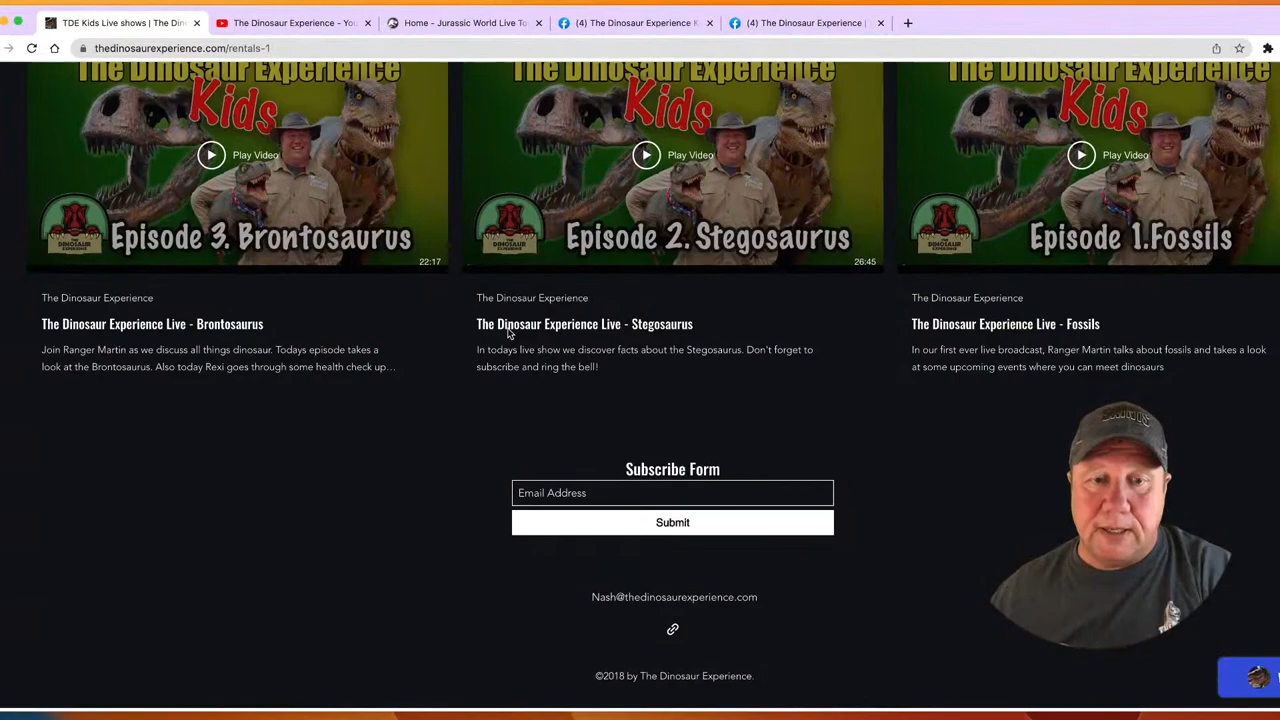 TDE Kids Live shows | The Din
The Dinosaur Experience - You
Home - Jurassic World Live To
(4) The Dinosaur Experience K
(4) The Dinosaur Experience |
thedinosaurexperience.com/rentals-1
The Dinosaur Experience
Kids
Play Video
Episode 3. Brontosaurus
22:17
The Dinosaur Experience
Kids
Play Video
Episode 2. Stegosaurus
26:45
The Dinosaur Experience
Kids
Play Video
Episode 1.Fossils
The Dinosaur Experience
The Dinosaur Experience Live - Brontosaurus
Join Ranger Martin as we discuss all things dinosaur. Todays episode takes a
look at the Brontosaurus. Also today Rexi goes through some health check up...
The Dinosaur Experience
The Dinosaur Experience Live - Stegosaurus
In todays live show we discover facts about the Stegosaurus. Don't forget to
subscribe and ring the bell!
The Dinosaur Experience
The Dinosaur Experience Live - Fossils
In our first ever live broadcast, Ranger Martin talks about fossils and takes a look
at some upcoming events where you can meet dinosaurs
Subscribe Form
Email Address
Submit
Nash@thedinosaurexperience.com
©2018 by The Dinosaur Experience.